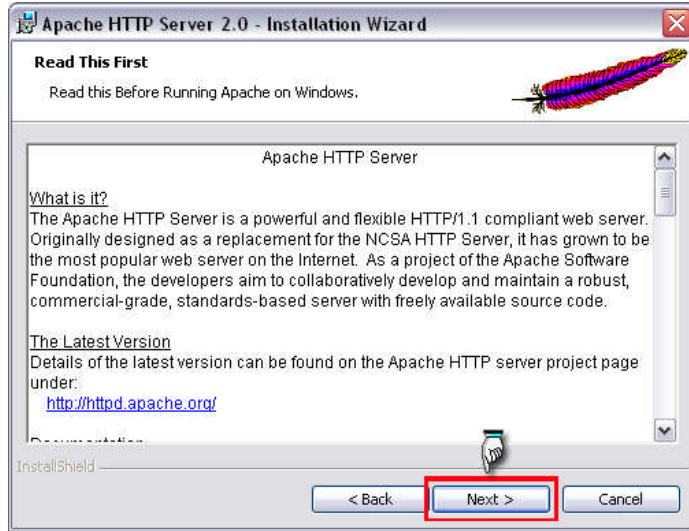 Apache HTTP Server 2.0 - Installation Wizard
Read This First
Read this Before Running Apache on Windows.
Apache HTTP Server
What is it?
The Apache HTTP Server is a powerful and flexible HTTP/1.1 compliant web server.
Originally designed as a replacement for the NCSA HTTP Server, it has grown to be
the most popular web server on the Internet. As a project of the Apache Software
Foundation, the developers aim to collaboratively develop and maintain a robust,
commercial-grade, standards-based server with freely available source code.
The Latest Version
Details of the latest version can be found on the Apache HTTP server project page
under:
http://httpd.apache.org/
InstallShield
< Back
Next >
Cancel